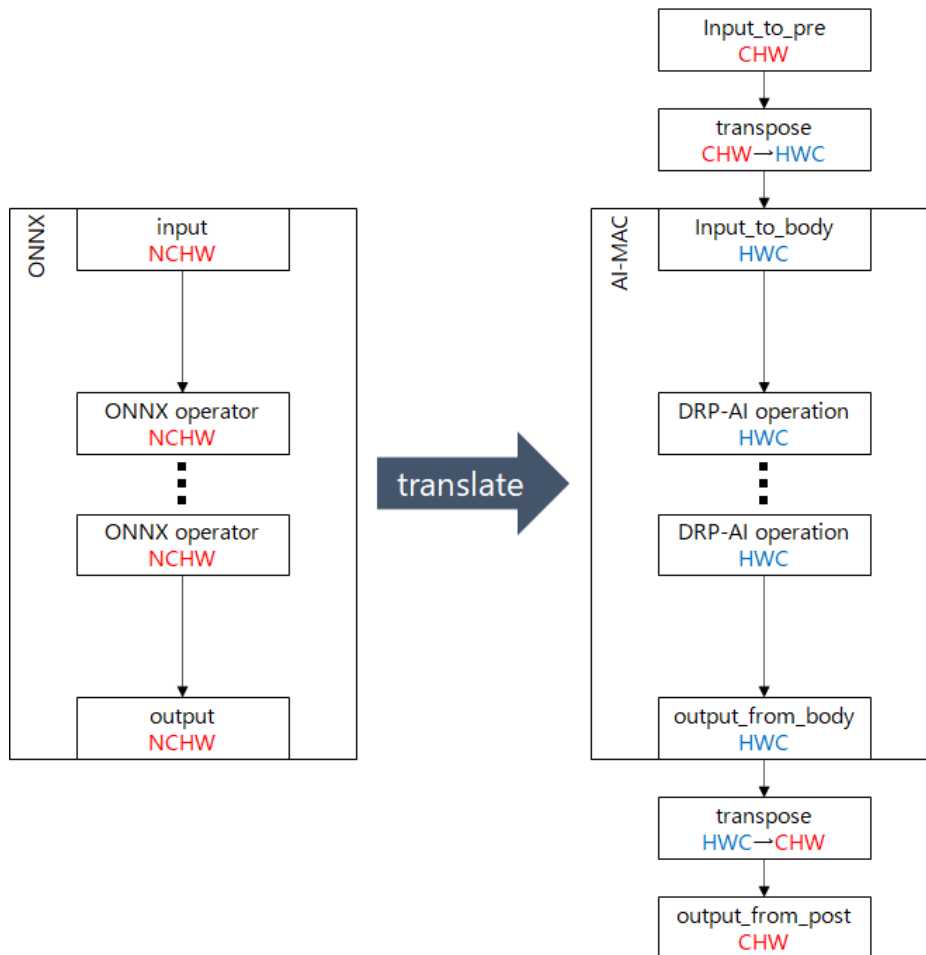 Input_to_pre
CHW
transpose
CHW→HWC
ONNX
input
NCHW
ONNX operator
NCHW
ONNX operator
NCHW
output
NCHW
translate
AI-MAC
Input_to_body
HWC
DRP-AI operation
HWC
DRP-AI operation
HWC
output_from_body
HWC
transpose
HWC→CHW
output_from_post
CHW